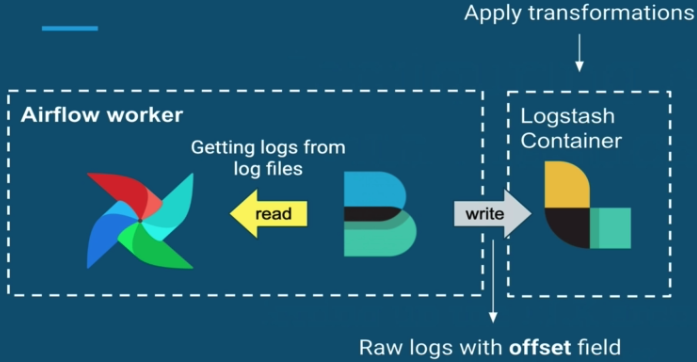 Apply transformations
Airflow worker
Getting logs from
log files
read
write
Logstash
Container
Raw logs with offset field